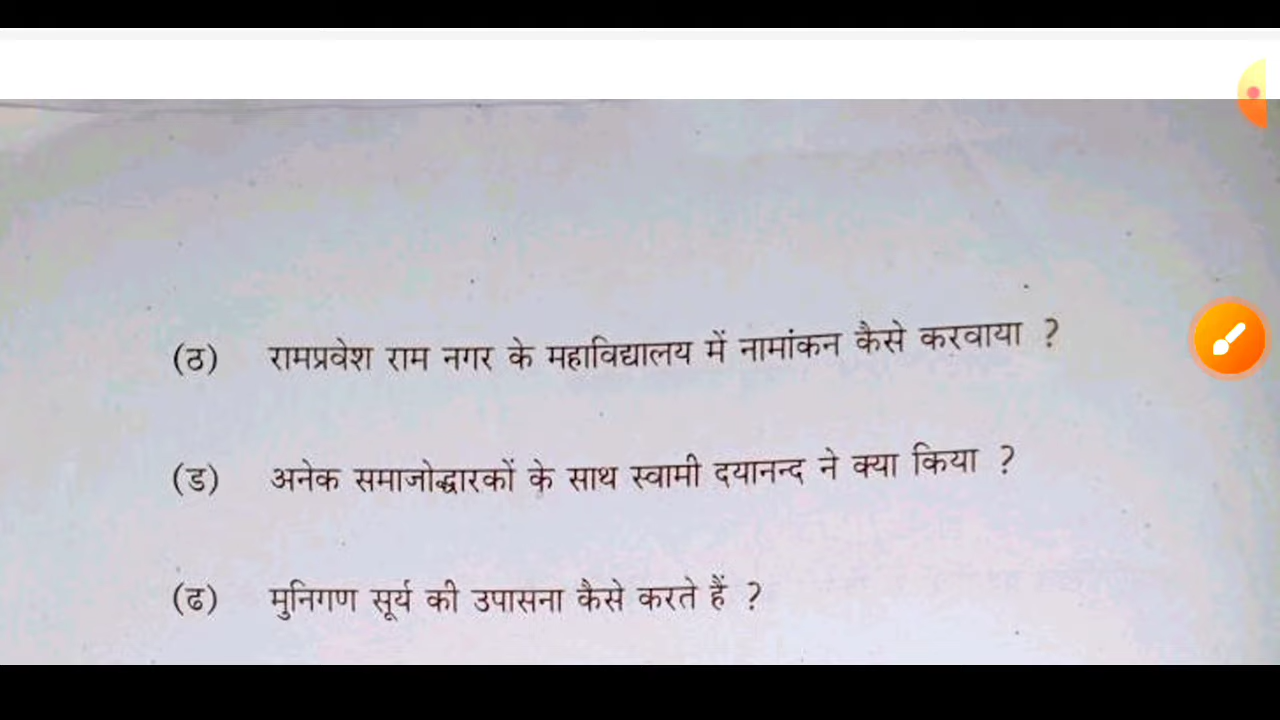 (ठ) रामप्रवेश राम नगर के महाविद्यालय में नामांकन कैसे करवाया ?
(ड) अनेक समाजोद्धारकों के साथ स्वामी दयानन्द ने क्या किया ?
(ढ) मुनिगण सूर्य की उपासना कैसे करते हैं ?